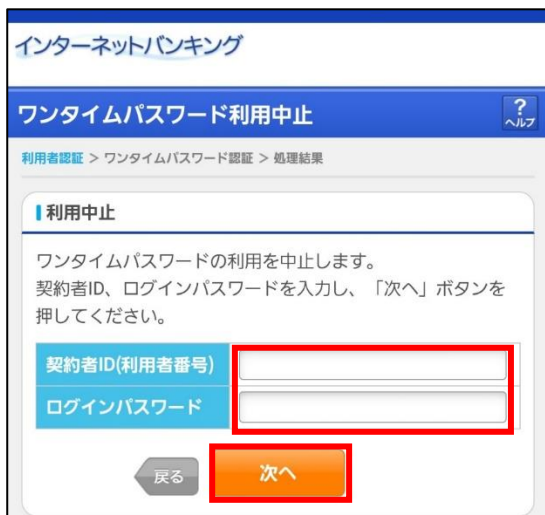 インターネットバンキング
ワンタイムパスワード利用中止
?
ヘルプ
利用者認証 > ワンタイムパスワード認証 > 処理結果
利用中止
ワンタイムパスワードの利用を中止します。
契約者ID、ログインパスワードを入力し、「次へ」ボタンを
押してください。
契約者ID(利用者番号)
ログインパスワード
戻る
次へ